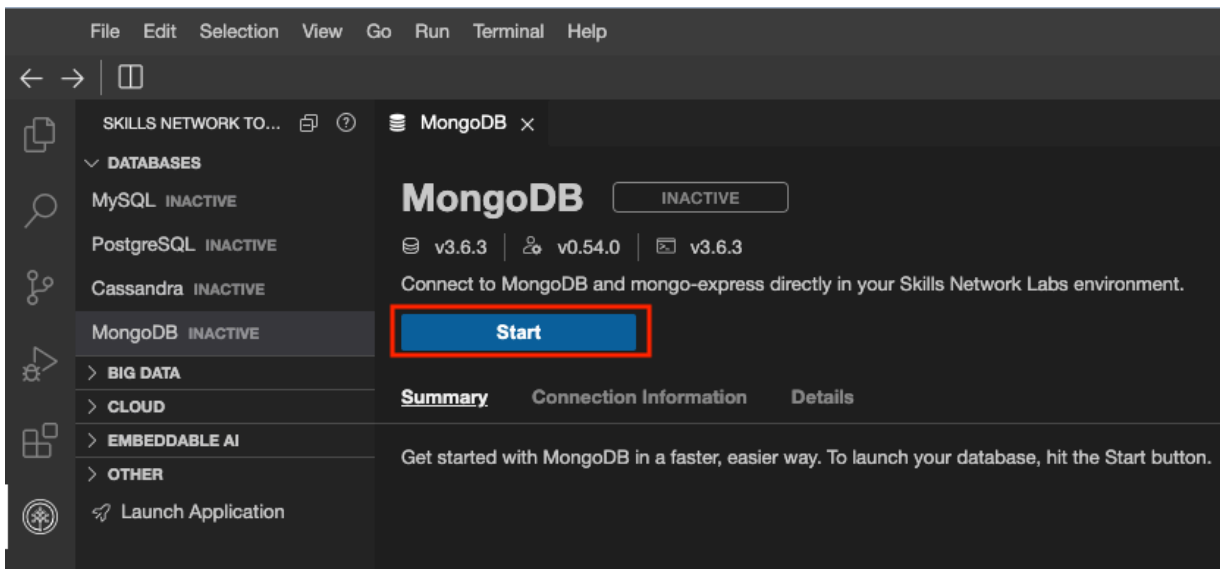 File Edit Selection View Go Run Terminal Help
SKILLS NETWORK TO...
DATABASES
MySQL INACTIVE
PostgreSQL INACTIVE
Cassandra INACTIVE
MongoDB INACTIVE
BIG DATA
CLOUD
EMBEDDABLE AI
OTHER
Launch Application
MongoDB
MongoDB INACTIVE
v3.6.3 v0.54.0 v3.6.3
Connect to MongoDB and mongo-express directly in your Skills Network Labs environment.
Start
Summary Connection Information Details
Get started with MongoDB in a faster, easier way. To launch your database, hit the Start button.